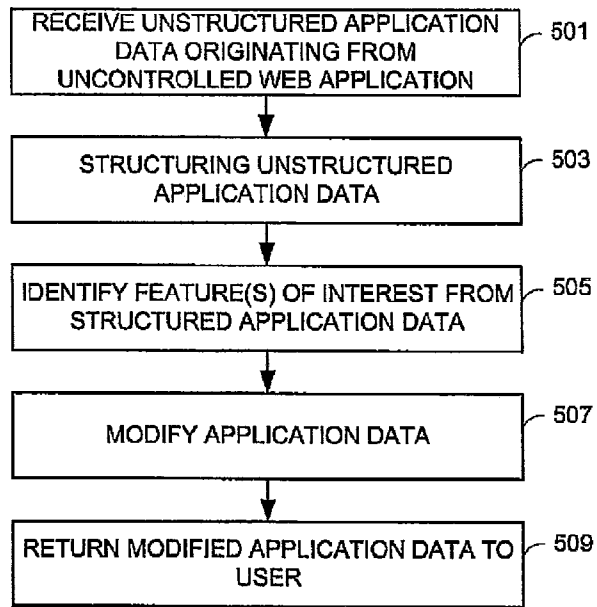 RECEIVE UNSTRUCTURED APPLICATION
DATA ORIGINATING FROM
UNCONTROLLED WEB APPLICATION
501
STRUCTURING UNSTRUCTURED
APPLICATION DATA
503
IDENTIFY FEATURE(S) OF INTEREST FROM
STRUCTURED APPLICATION DATA
505
MODIFY APPLICATION DATA
507
RETURN MODIFIED APPLICATION DATA TO
USER
509